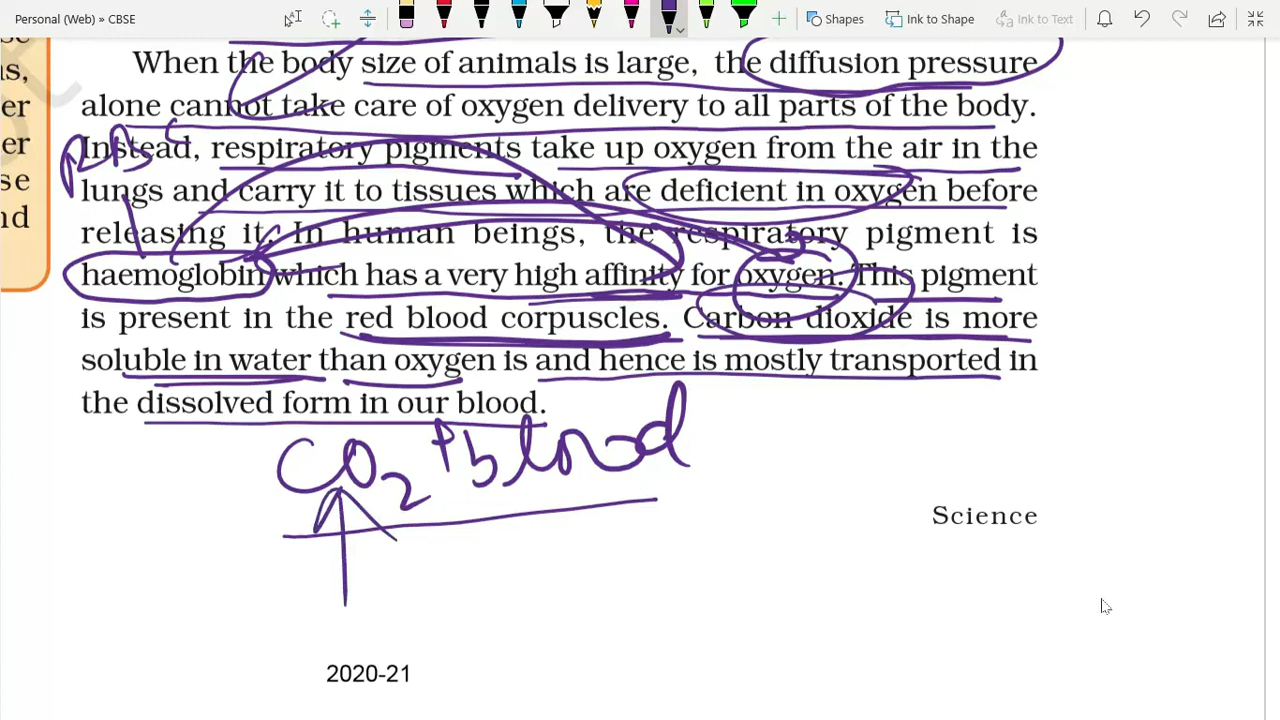 Personal (Web) » CBSE
Shapes
Ink to Shape
Ink to Text
When the body size of animals is large, the diffusion pressure
alone cannot take care of oxygen delivery to all parts of the body.
Instead, respiratory pigments take up oxygen from the air in the
lungs and carry it to tissues which are deficient in oxygen before
releasing it. In human beings, the respiratory pigment is
haemoglobin which has a very high affinity for oxygen. This pigment
is present in the red blood corpuscles. Carbon dioxide is more
soluble in water than oxygen is and hence is mostly transported in
the dissolved form in our blood.
s,
er
er
se
nd
CO2 + blood
Science
2020-21